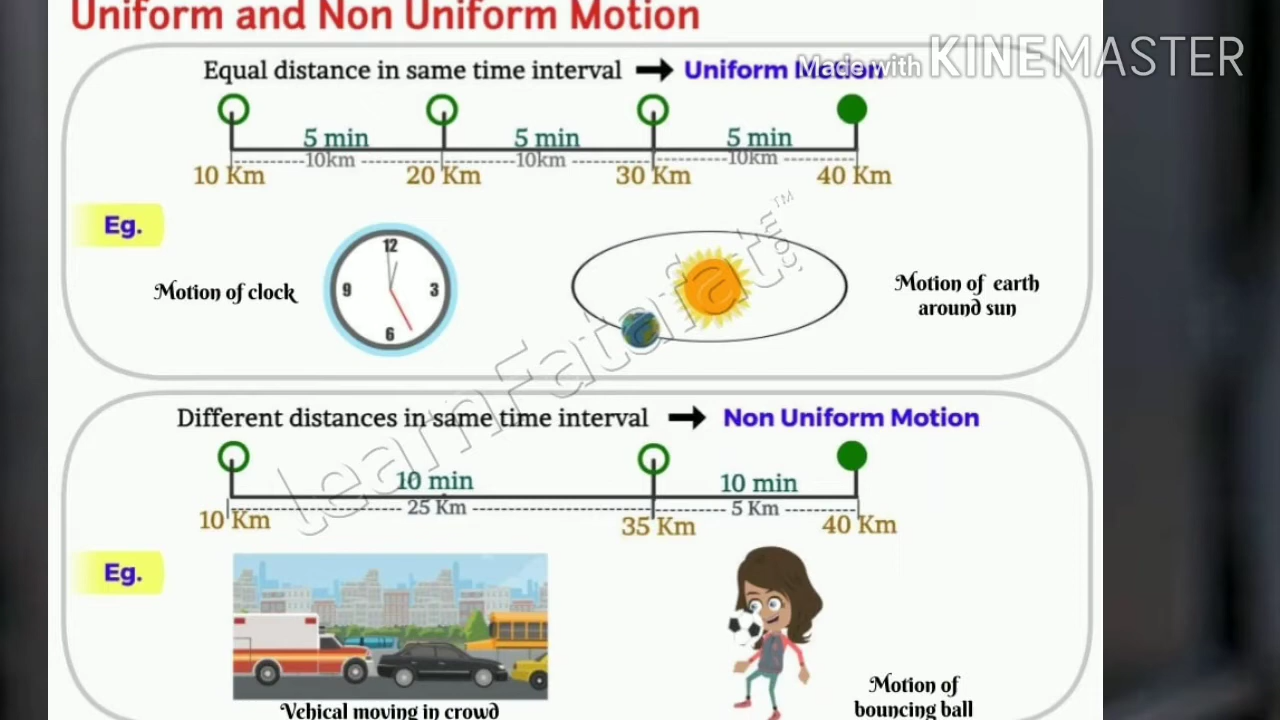 Uniform and Non Uniform Motion
Made with KINEMASTER
Equal distance in same time interval → Uniform Motion
5 min 5 min 5 min
10km 10km 10km
10 Km 20 Km 30 Km 40 Km
Eg.
Motion of clock
12
9 3
6
Motion of earth
around sun
LearnFatafat.com™
Different distances in same time interval → Non Uniform Motion
10 min 10 min
25 Km 5 Km
10 Km 35 Km 40 Km
Eg.
Vehical moving in crowd
Motion of
bouncing ball